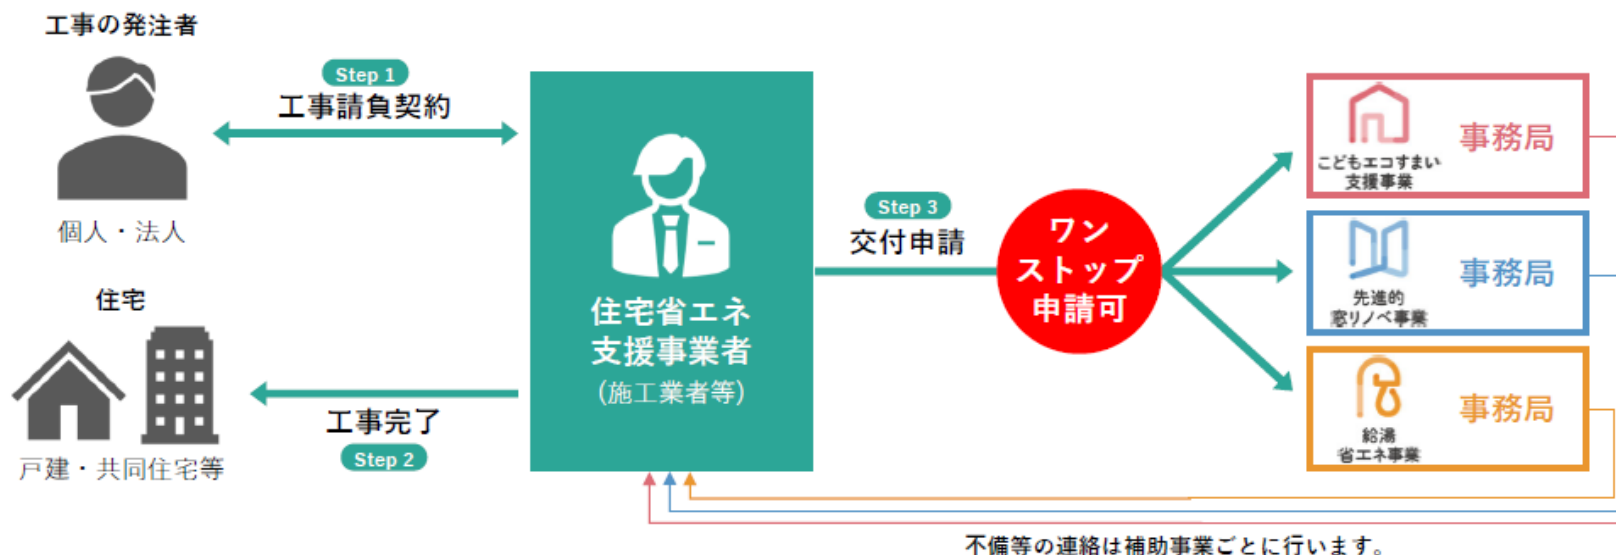 工事の発注者
個人・法人
住宅
戸建・共同住宅等
Step 1
工事請負契約
工事完了
Step 2
住宅省エネ
支援事業者
(施工業者等)
Step 3
交付申請
ワン
ストップ
申請可
こどもエコすまい
支援事業
事務局
先進的
窓リノベ事業
事務局
給湯
省エネ事業
事務局
不備等の連絡は補助事業ごとに行います。